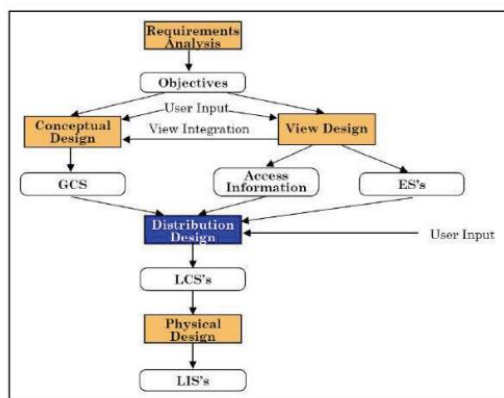 Requirements
Analysis
Objectives
User Input
Conceptual
Design
View Integration
View Design
GCS
Access
Information
ES's
Distribution
Design
User Input
LCS's
Physical
Design
LIS's